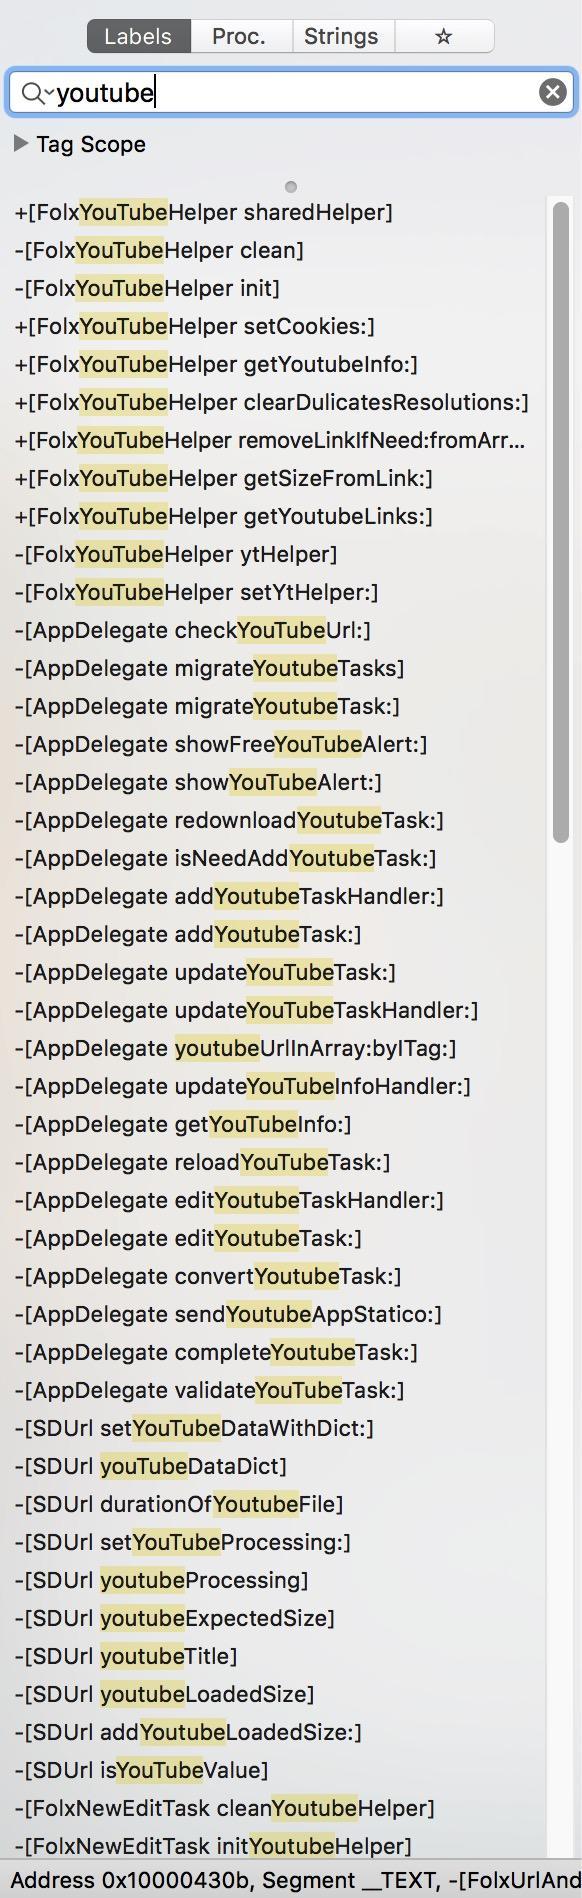 Labels Proc. Strings ☆
youtube
Tag Scope
+[FolxYouTubeHelper sharedHelper]
-[FolxYouTubeHelper clean]
-[FolxYouTubeHelper init]
+[FolxYouTubeHelper setCookies:]
+[FolxYouTubeHelper getYoutubeInfo:]
+[FolxYouTubeHelper clearDulicatesResolutions:]
+[FolxYouTubeHelper removeLinkIfNeed:fromArr...
+[FolxYouTubeHelper getSizeFromLink:]
+[FolxYouTubeHelper getYoutubeLinks:]
-[FolxYouTubeHelper ytHelper]
-[FolxYouTubeHelper setYtHelper:]
-[AppDelegate checkYouTubeUrl:]
-[AppDelegate migrateYoutubeTasks]
-[AppDelegate migrateYoutubeTask:]
-[AppDelegate showFreeYouTubeAlert:]
-[AppDelegate showYouTubeAlert:]
-[AppDelegate redownloadYoutubeTask:]
-[AppDelegate isNeedAddYoutubeTask:]
-[AppDelegate addYoutubeTaskHandler:]
-[AppDelegate addYoutubeTask:]
-[AppDelegate updateYouTubeTask:]
-[AppDelegate updateYouTubeTaskHandler:]
-[AppDelegate youtubeUrlInArray:byITag:]
-[AppDelegate updateYouTubeInfoHandler:]
-[AppDelegate getYouTubeInfo:]
-[AppDelegate reloadYouTubeTask:]
-[AppDelegate editYoutubeTaskHandler:]
-[AppDelegate editYoutubeTask:]
-[AppDelegate convertYoutubeTask:]
-[AppDelegate sendYoutubeAppStatico:]
-[AppDelegate completeYoutubeTask:]
-[AppDelegate validateYouTubeTask:]
-[SDUrl setYouTubeDataWithDict:]
-[SDUrl youTubeDataDict]
-[SDUrl durationOfYoutubeFile]
-[SDUrl setYouTubeProcessing:]
-[SDUrl youtubeProcessing]
-[SDUrl youtubeExpectedSize]
-[SDUrl youtubeTitle]
-[SDUrl youtubeLoadedSize]
-[SDUrl addYoutubeLoadedSize:]
-[SDUrl isYouTubeValue]
-[FolxNewEditTask cleanYoutubeHelper]
-[FolxNewEditTask initYoutubeHelper]
Address 0x10000430b, Segment __TEXT, -[FolxUrlAnd